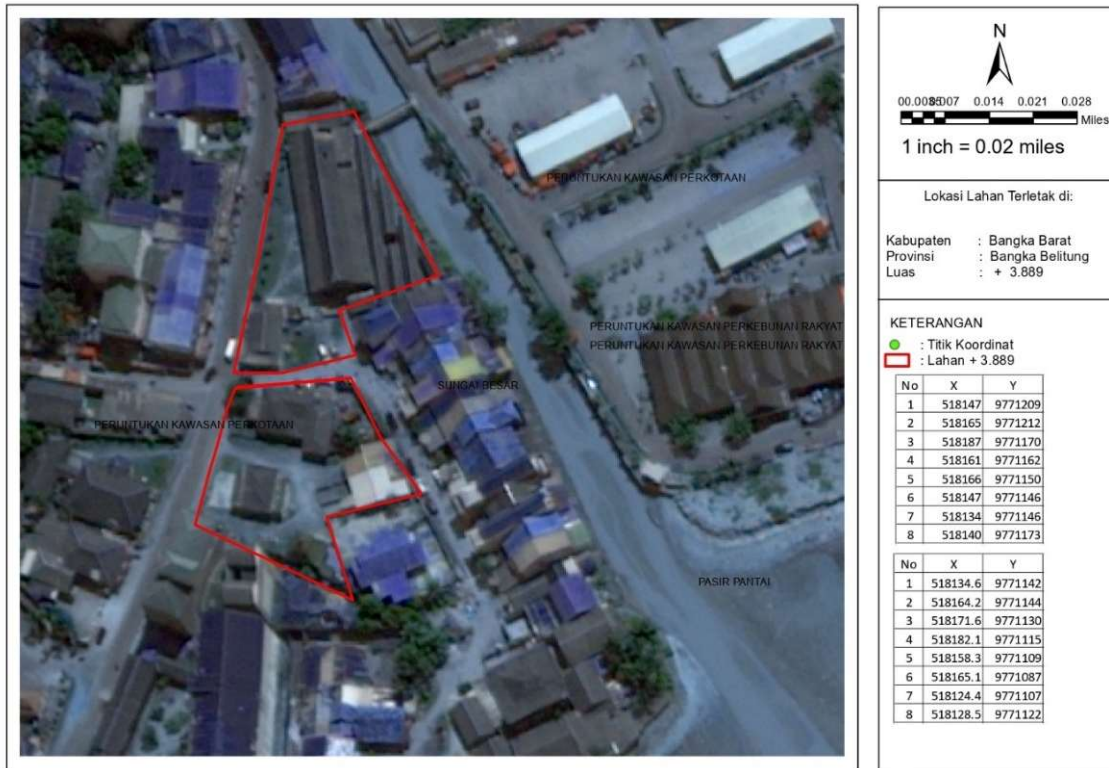 PERUNTUKAN KAWASAN PERKOTAAN
PERUNTUKAN KAWASAN PERKEBUNAN RAKYAT
PERUNTUKAN KAWASAN PERKEBUNAN RAKYAT
SUNGAI BESAR
PERUNTUKAN KAWASAN PERKOTAAN
PASIR PANTAI
N
0.014 0.021 0.028
Miles
1 inch = 0.02 miles
Lokasi Lahan Terletak di:
Kabupaten : Bangka Barat
Provinsi : Bangka Belitung
Luas : + 3.889
KETERANGAN
: Titik Koordinat
: Lahan + 3.889
No X Y
1 518147 9771209
2 518165 9771212
3 518187 9771170
4 518161 9771162
5 518166 9771150
6 518147 9771146
7 518134 9771146
8 518140 9771173
No X Y
1 518134.6 9771142
2 518164.2 9771144
3 518171.6 9771130
4 518182.1 9771115
5 518158.3 9771109
6 518165.1 9771087
7 518124.4 9771107
8 518128.5 9771122